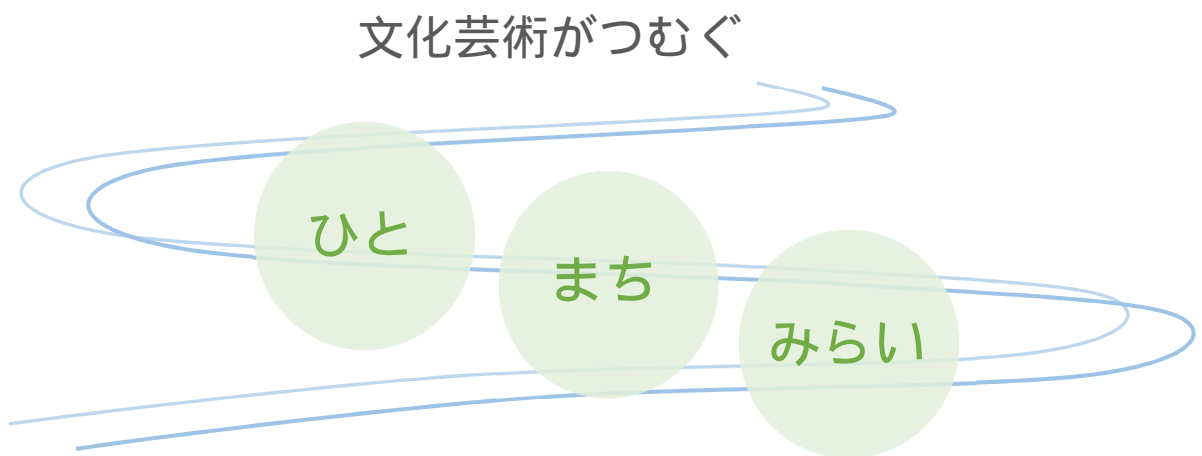 文化芸術がつむぐ
ひと
まち
みらい